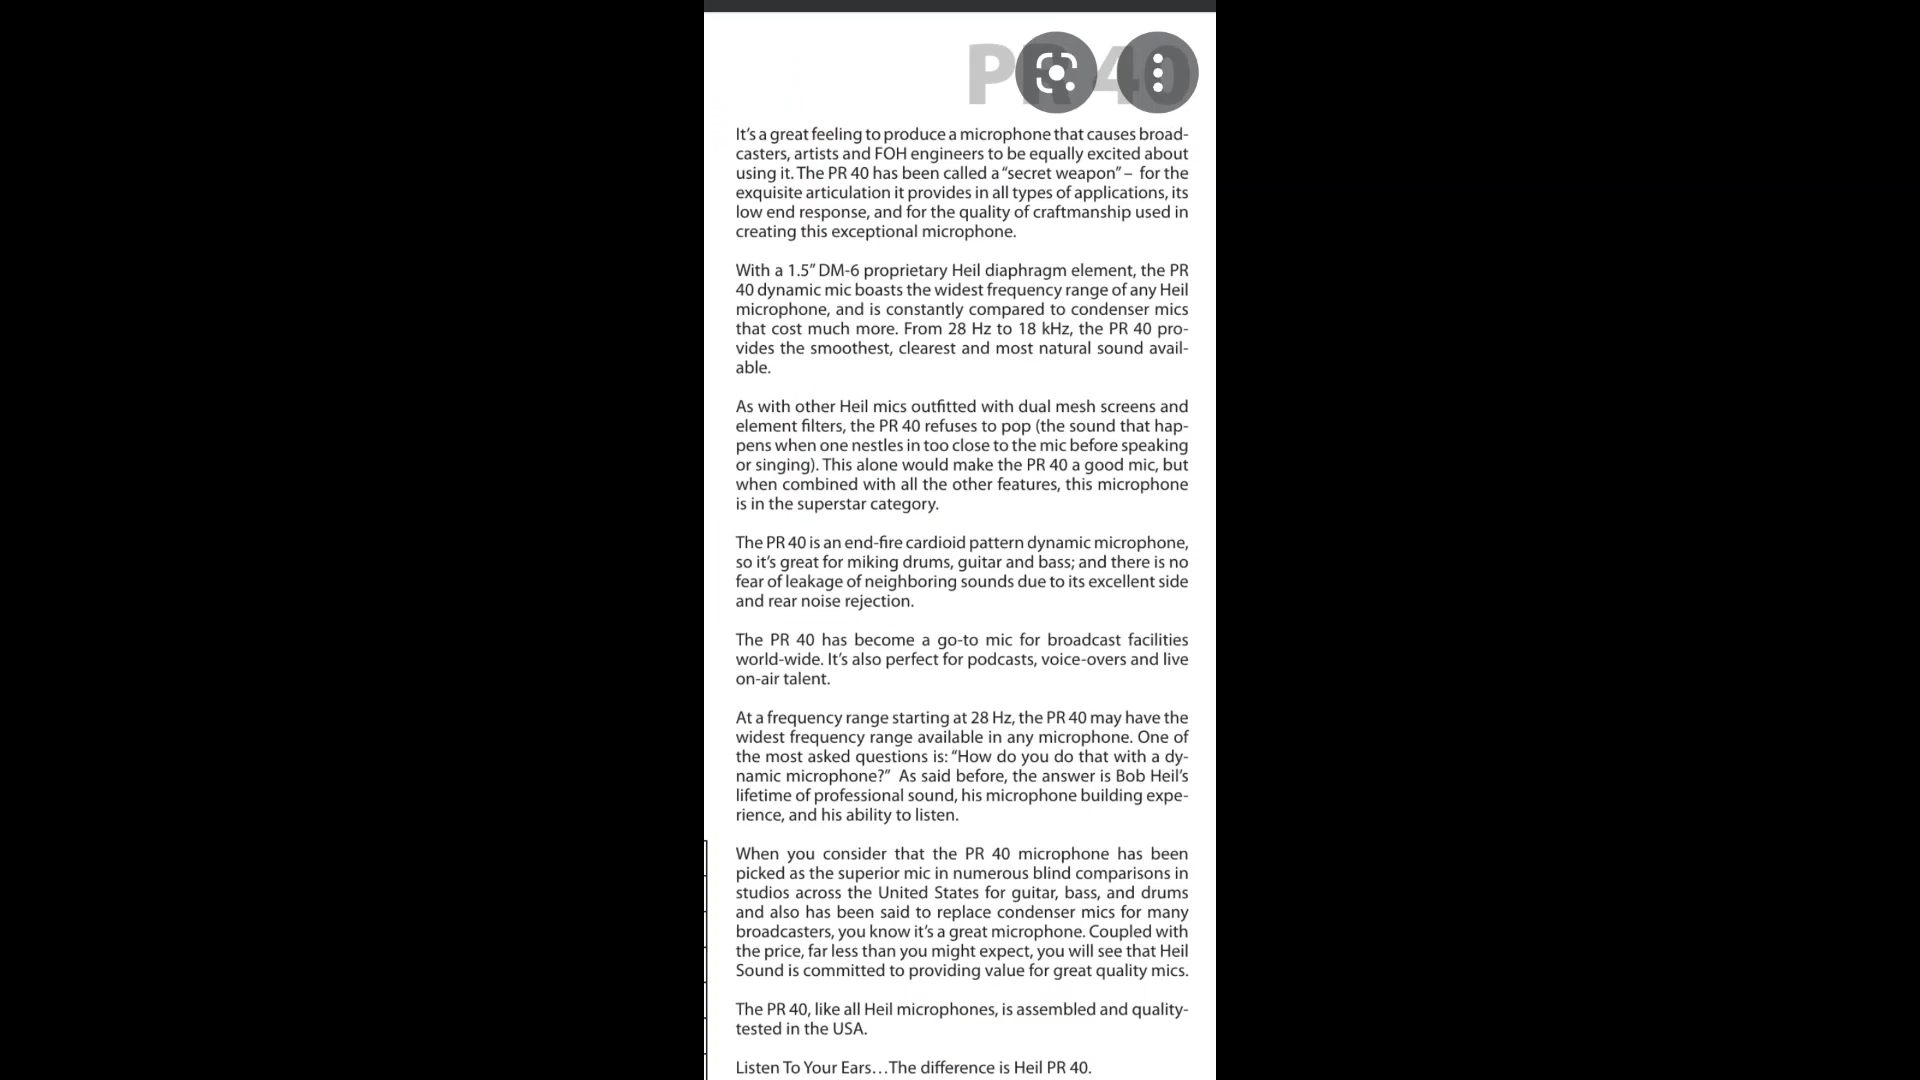 PR 40
It's a great feeling to produce a microphone that causes broad-
casters, artists and FOH engineers to be equally excited about
using it. The PR 40 has been called a “secret weapon” – for the
exquisite articulation it provides in all types of applications, its
low end response, and for the quality of craftmanship used in
creating this exceptional microphone.
With a 1.5” DM-6 proprietary Heil diaphragm element, the PR
40 dynamic mic boasts the widest frequency range of any Heil
microphone, and is constantly compared to condenser mics
that cost much more. From 28 Hz to 18 kHz, the PR 40 pro-
vides the smoothest, clearest and most natural sound avail-
able.
As with other Heil mics outfitted with dual mesh screens and
element filters, the PR 40 refuses to pop (the sound that hap-
pens when one nestles in too close to the mic before speaking
or singing). This alone would make the PR 40 a good mic, but
when combined with all the other features, this microphone
is in the superstar category.
The PR 40 is an end-fire cardioid pattern dynamic microphone,
so it's great for miking drums, guitar and bass; and there is no
fear of leakage of neighboring sounds due to its excellent side
and rear noise rejection.
The PR 40 has become a go-to mic for broadcast facilities
world-wide. It's also perfect for podcasts, voice-overs and live
on-air talent.
At a frequency range starting at 28 Hz, the PR 40 may have the
widest frequency range available in any microphone. One of
the most asked questions is: “How do you do that with a dy-
namic microphone?” As said before, the answer is Bob Heil's
lifetime of professional sound, his microphone building expe-
rience, and his ability to listen.
When you consider that the PR 40 microphone has been
picked as the superior mic in numerous blind comparisons in
studios across the United States for guitar, bass, and drums
and also has been said to replace condenser mics for many
broadcasters, you know it's a great microphone. Coupled with
the price, far less than you might expect, you will see that Heil
Sound is committed to providing value for great quality mics.
The PR 40, like all Heil microphones, is assembled and quality-
tested in the USA.
Listen To Your Ears…The difference is Heil PR 40.